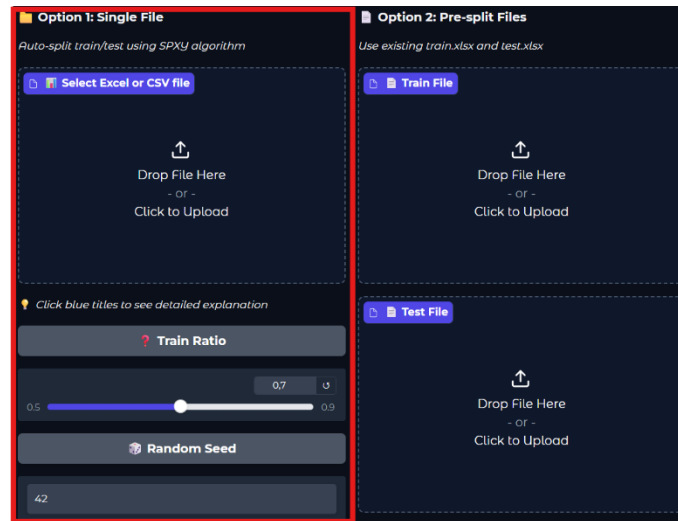 Option 1: Single File
Auto-split train/test using SPXY algorithm
Select Excel or CSV file
Drop File Here
- or -
Click to Upload
Click blue titles to see detailed explanation
Train Ratio
0,7
0.5
0.9
Random Seed
42
Option 2: Pre-split Files
Use existing train.xlsx and test.xlsx
Train File
Drop File Here
- or -
Click to Upload
Test File
Drop File Here
- or -
Click to Upload